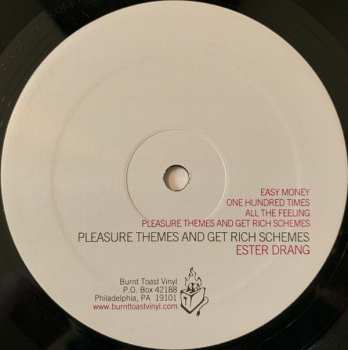 EASY MONEY
ONE HUNDRED TIMES
ALL THE FEELING
PLEASURE THEMES AND GET RICH SCHEMES
PLEASURE THEMES AND GET RICH SCHEMES
ESTER DRANG
Burnt Toast Vinyl
P.O. Box 42188
Philadelphia, PA 19101
www.burnttoastvinyl.com